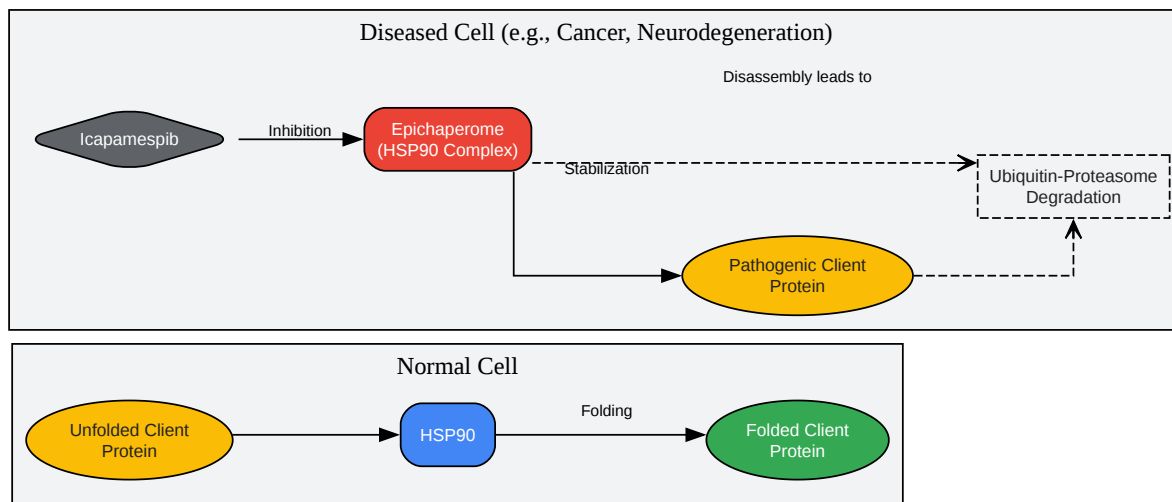 Diseased Cell (e.g., Cancer, Neurodegeneration)
Disassembly leads to
Icapamespib
Inhibition
Epichaperome
(HSP90 Complex)
Stabilization
Ubiquitin-Proteasome
Degradation
Pathogenic Client
Protein
Normal Cell
Unfolded Client
Protein
HSP90
Folding
Folded Client
Protein